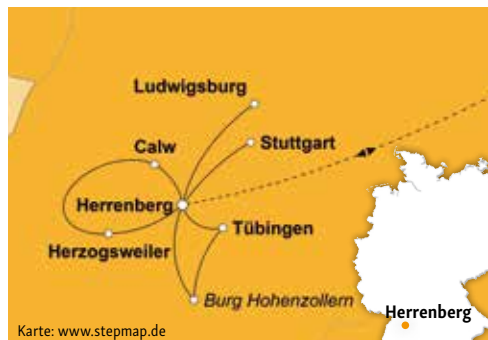 Ludwigsburg
Calw
Stuttgart
Herrenberg
Tübingen
Herzogsweiler
Burg Hohenzollern
Herrenberg
Karte: www.stepmap.de